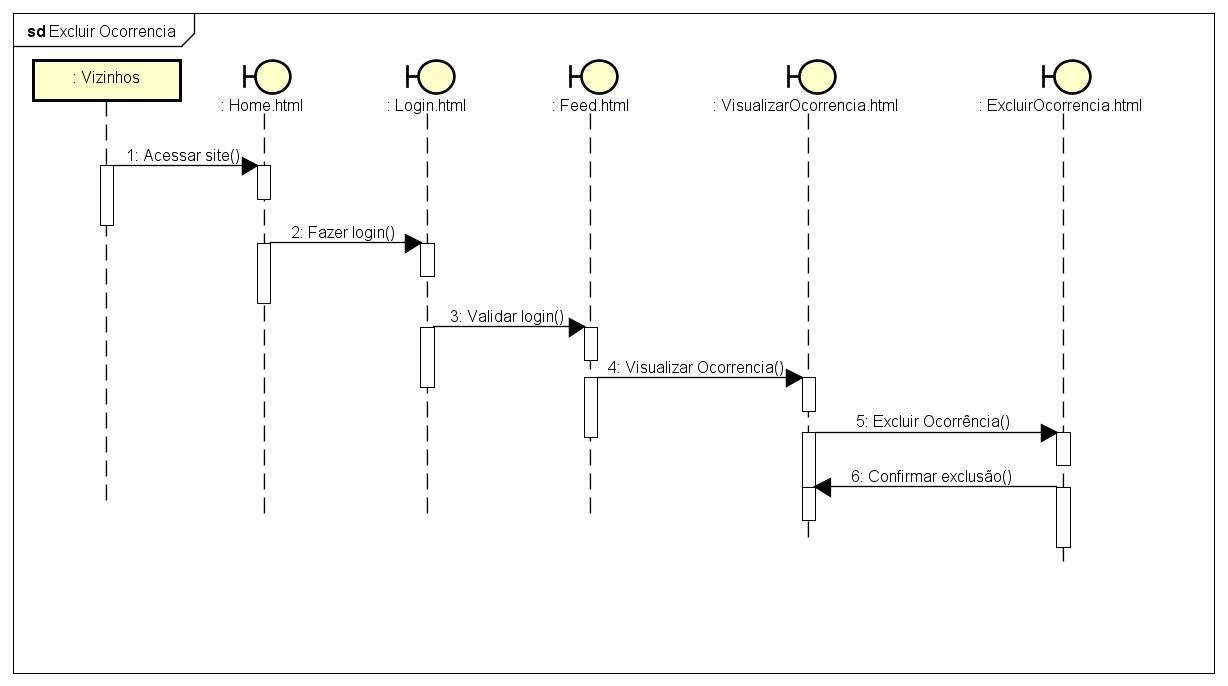 sd Excluir Ocorrencia
: Vizinhos
: Home.html
: Login.html
: Feed.html
: VisualizarOcorrencia.html
: ExcluirOcorrencia.html
1: Acessar site()
2: Fazer login()
3: Validar login()
4: Visualizar Ocorrencia()
5: Excluir Ocorrência()
6: Confirmar exclusão()